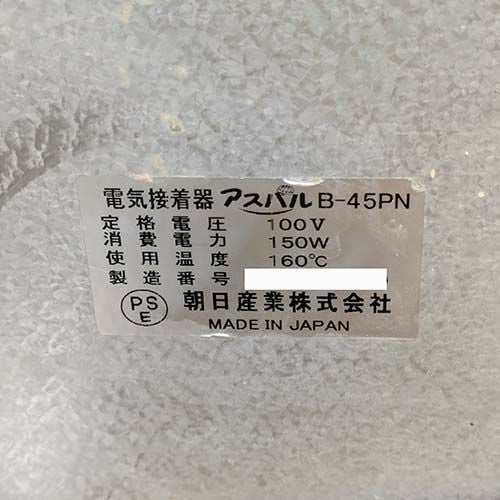 電気接着器 アスパル B-45PN
定格電圧 100V
消費電力 150W
使用温度 160℃
製造番号
PS E 朝日産業株式会社
MADE IN JAPAN